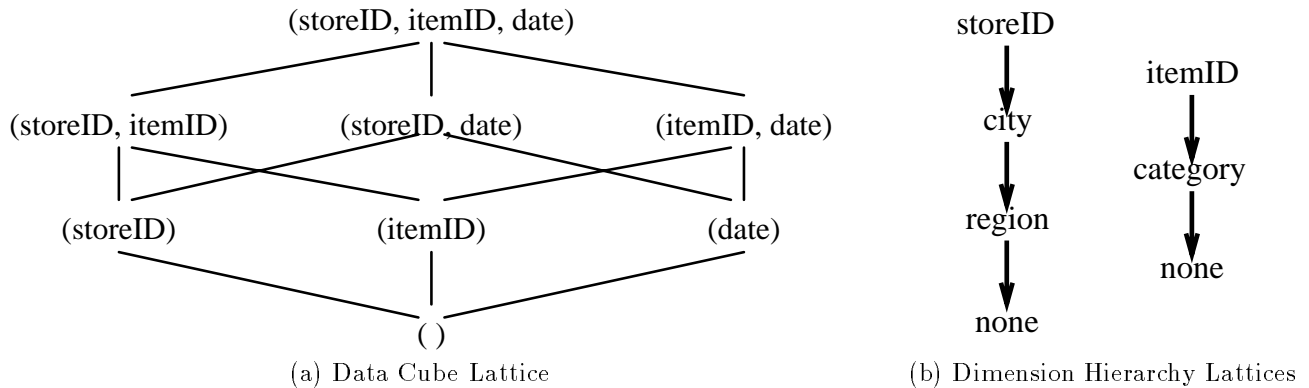 (storeID, itemID, date)
(storeID, itemID)
(storeID, date)
(itemID, date)
(storeID)
(itemID)
(date)
( )
(a) Data Cube Lattice
storeID
city
region
none
itemID
category
none
(b) Dimension Hierarchy Lattices